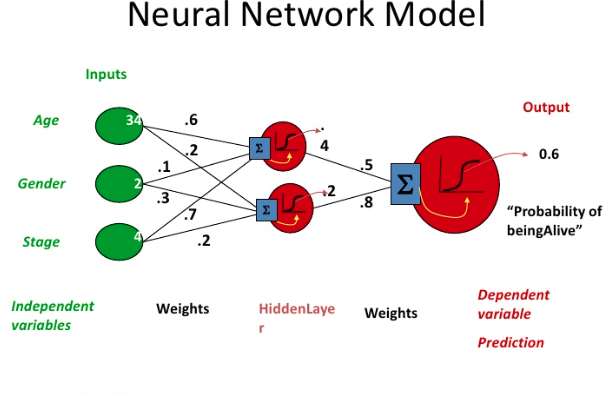 Neural Network Model
Inputs
Output
Age
34
.6
.2
.
4
Σ
.5
0.6
Gender
2
.1
.3
Σ
.2
Σ
.8
"Probability of
beingAlive"
Stage
4
.7
.2
Independent
variables
Weights
HiddenLaye
r
Weights
Dependent
variable
Prediction